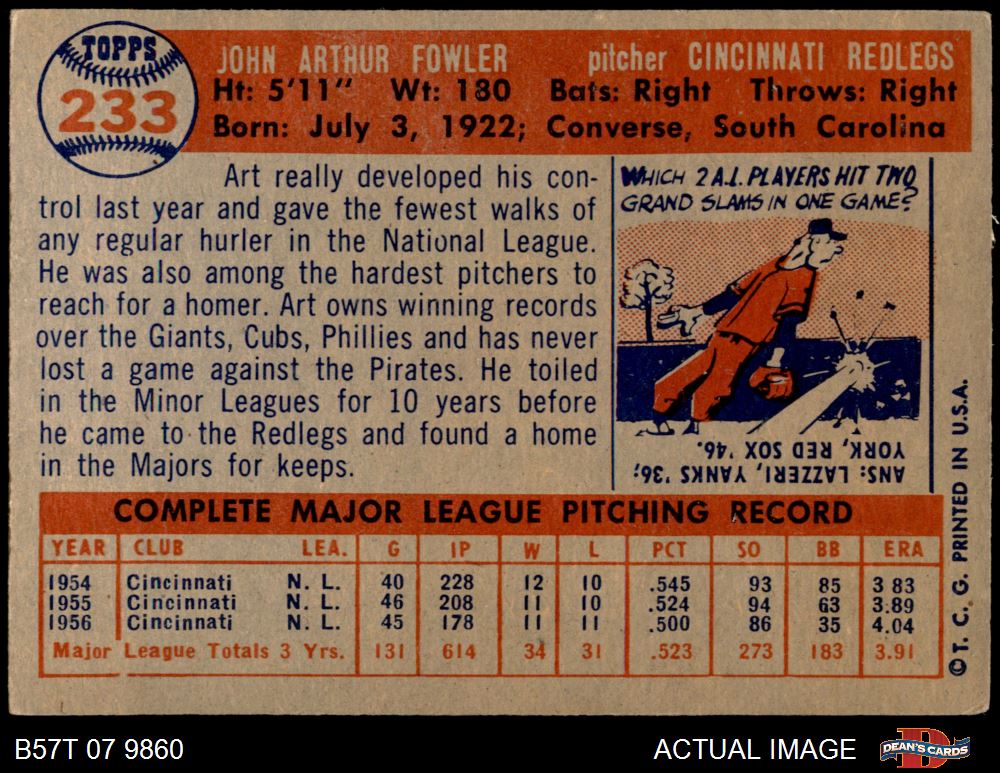 TOPPS
233
JOHN ARTHUR FOWLER pitcher CINCINNATI REDLEGS
Ht: 5'11" Wt: 180 Bats: Right Throws: Right
Born: July 3, 1922; Converse, South Carolina
Art really developed his con-
trol last year and gave the fewest walks of
any regular hurler in the National League.
He was also among the hardest pitchers to
reach for a homer. Art owns winning records
over the Giants, Cubs, Phillies and has never
lost a game against the Pirates. He toiled
in the Minor Leagues for 10 years before
he came to the Redlegs and found a home
in the Majors for keeps.
WHICH 2 A.L. PLAYERS HIT TWO
GRAND SLAMS IN ONE GAME?
ANS: LAZZERI, YANKS '36;
YORK, RED SOX '46.
COMPLETE MAJOR LEAGUE PITCHING RECORD
YEAR CLUB LEA. G IP W L PCT SO BB ERA
1954 Cincinnati N. L. 40 228 12 10 .545 93 85 3 83
1955 Cincinnati N. L. 46 208 11 10 .524 94 63 3.89
1956 Cincinnati N. L. 45 178 11 11 .500 86 35 4.04
Major League Totals 3 Yrs. 131 614 34 31 .523 273 183 3.91
© T. C. G. PRINTED IN U.S.A.
B57T 07 9860 ACTUAL IMAGE DEAN'S CARDS